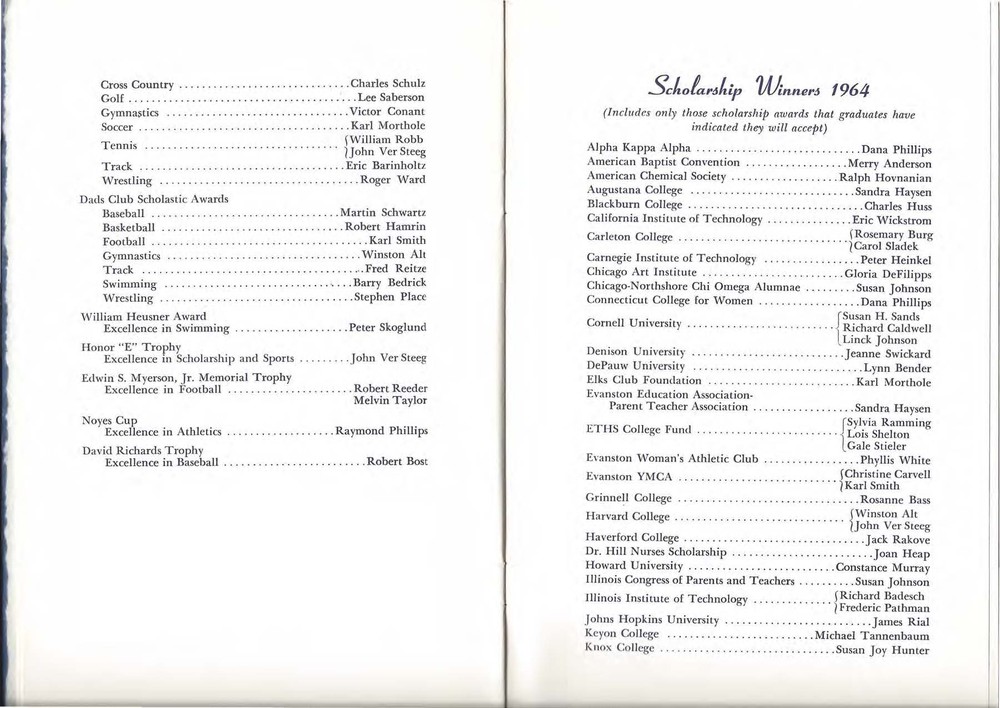 Cross Country .............................. Charles Schulz
Golf ........................................ Lee Saberson
Gymnastics ................................ Victor Conant
Soccer ..................................... Karl Morthole
Tennis .................................. {William Robb
}John Ver Steeg
Track .................................... Eric Barinholtz
Wrestling ................................... Roger Ward
Dads Club Scholastic Awards
Baseball ................................. Martin Schwartz
Basketball ................................ Robert Hamrin
Football ...................................... Karl Smith
Gymnastics .................................. Winston Alt
Track ....................................... Fred Reitze
Swimming .................................. Barry Bedrick
Wrestling .................................. Stephen Place
William Heusner Award
Excellence in Swimming .................... Peter Skoglund
Honor "E" Trophy
Excellence in Scholarship and Sports ......... John Ver Steeg
Edwin S. Myerson, Jr. Memorial Trophy
Excellence in Football ...................... Robert Reeder
Melvin Taylor
Noyes Cup
Excellence in Athletics ................... Raymond Phillips
David Richards Trophy
Excellence in Baseball ......................... Robert Bost
Scholarship Winners 1964
(Includes only those scholarship awards that graduates have
indicated they will accept)
Alpha Kappa Alpha ............................. Dana Phillips
American Baptist Convention .................. Merry Anderson
American Chemical Society ................... Ralph Hovnanian
Augustana College ............................. Sandra Haysen
Blackburn College ............................... Charles Huss
California Institute of Technology ............... Eric Wickstrom
Carleton College .............................. {Rosemary Burg
}Carol Sladek
Carnegie Institute of Technology ................. Peter Heinkel
Chicago Art Institute ......................... Gloria DeFilipps
Chicago-Northshore Chi Omega Alumnae ......... Susan Johnson
Connecticut College for Women .................. Dana Phillips
Cornell University .......................... {Susan H. Sands
Richard Caldwell
Linck Johnson
Denison University ........................... Jeanne Swickard
DePauw University .............................. Lynn Bender
Elks Club Foundation .......................... Karl Morthole
Evanston Education Association-
Parent Teacher Association .................. Sandra Haysen
ETHS College Fund .......................... {Sylvia Ramming
Lois Shelton
Gale Stieler
Evanston Woman's Athletic Club ................. Phyllis White
Evanston YMCA ............................ {Christine Carvell
}Karl Smith
Grinnell College ................................ Rosanne Bass
Harvard College .............................. {Winston Alt
}John Ver Steeg
Haverford College ................................ Jack Rakove
Dr. Hill Nurses Scholarship ......................... Joan Heap
Howard University .......................... Constance Murray
Illinois Congress of Parents and Teachers .......... Susan Johnson
Illinois Institute of Technology .............. {Richard Badesch
}Frederic Pathman
Johns Hopkins University .......................... James Rial
Keyon College .......................... Michael Tannenbaum
Knox College ............................... Susan Joy Hunter